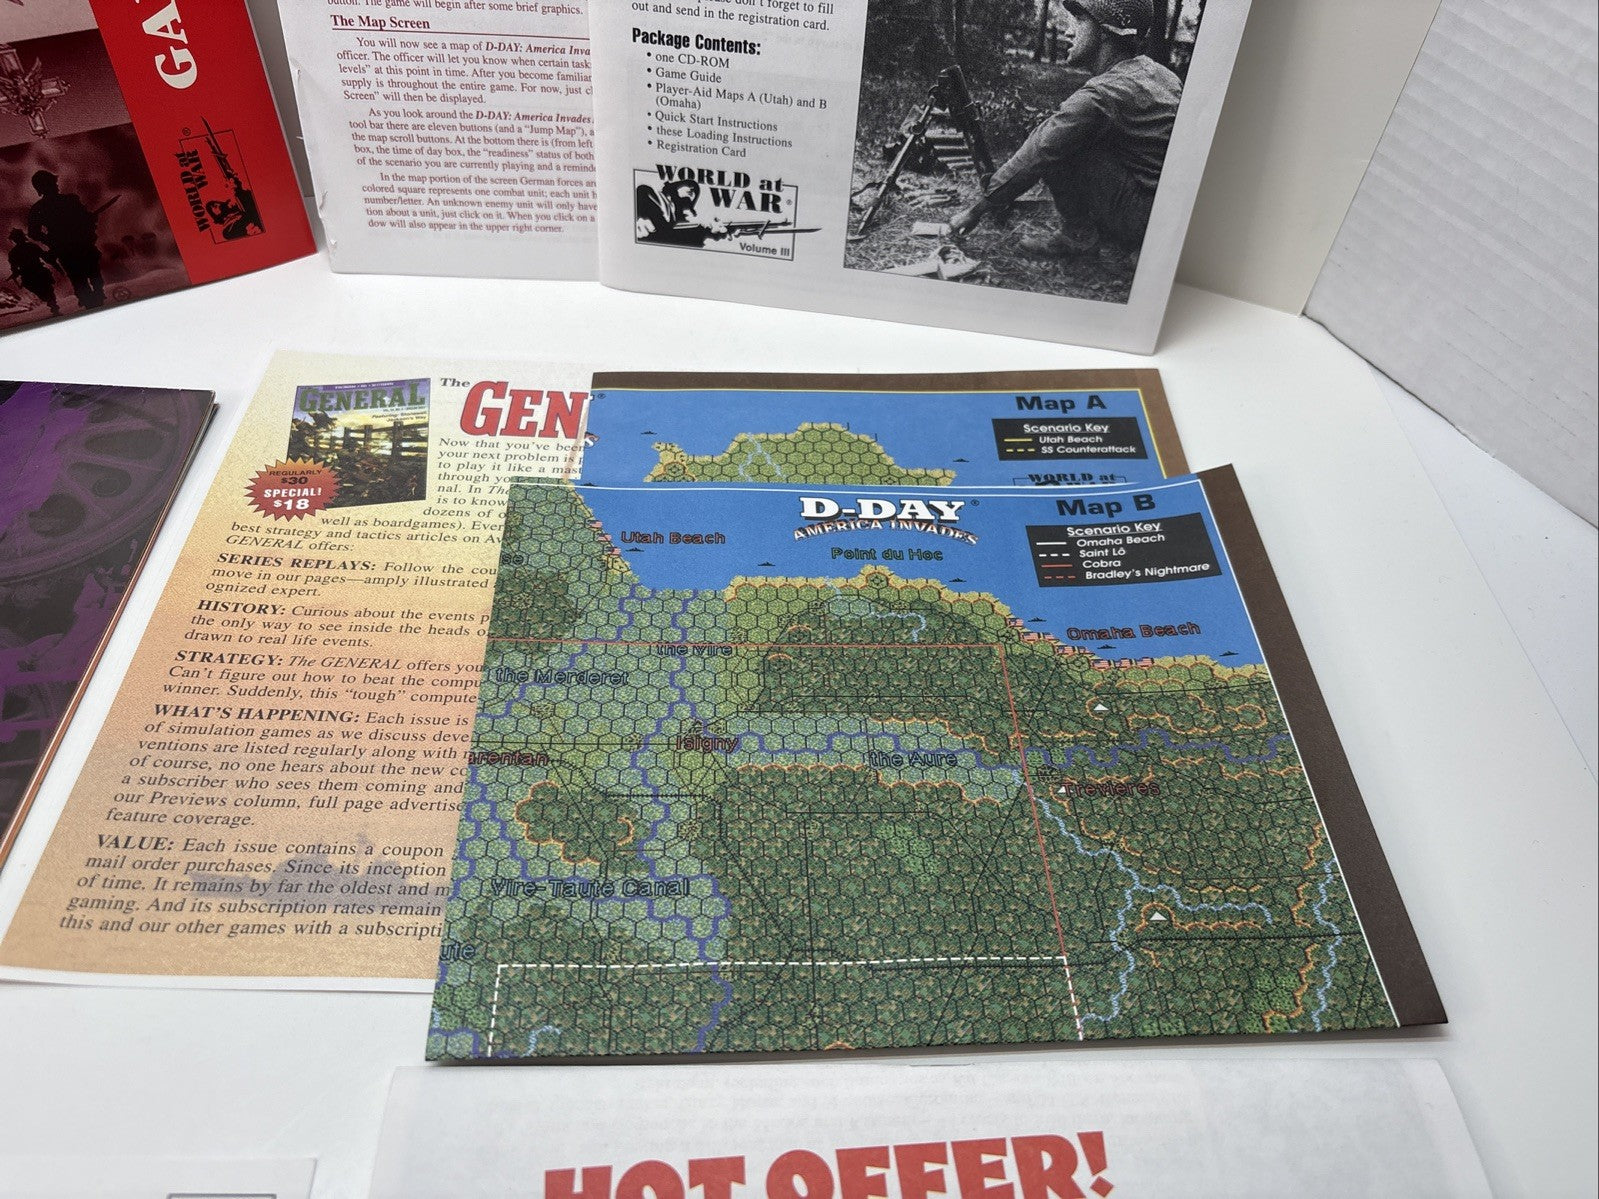 GA
WORLD at WAR®
button. The game will begin after some brief graphics.
The Map Screen
You will now see a map of D-DAY: America Inva
officer. The officer will let you know when certain task
levels" at this point in time. After you become familiar
supply is throughout the entire game. For now, just cl
Screen" will then be displayed.
As you look around the D-DAY: America Invades
tool bar there are eleven buttons (and a "Jump Map"), a
the map scroll buttons. At the bottom there is (from left
box, the time of day box, the "readiness" status of both
of the scenario you are currently playing and a remind
In the map portion of the screen German forces are
colored square represents one combat unit; each unit h
number/letter. An unknown enemy unit will only have
tion about a unit, just click on it. When you click on a
dow will also appear in the upper right corner.
don't forget to fill
out and send in the registration card.
Package Contents:
• one CD-ROM
• Game Guide
• Player-Aid Maps A (Utah) and B
(Omaha)
• Quick Start Instructions
• these Loading Instructions
• Registration Card
WORLD at
WAR®
Volume III
GENERAL
REGULARLY
$30
SPECIAL!
$18
The
GEN
Now that you've been
your next problem is
to play it like a mast
through yo
nal. In The
is to know
dozens of
well as boardgames). Ever
best strategy and tactics articles on Av
GENERAL offers:
SERIES REPLAYS: Follow the cou
move in our pages—amply illustrated
ognized expert.
HISTORY: Curious about the events
the only way to see inside the heads o
drawn to real life events.
STRATEGY: The GENERAL offers you
Can't figure out how to beat the compu
winner. Suddenly, this "tough" compute
WHAT'S HAPPENING: Each issue is
of simulation games as we discuss deve
ventions are listed regularly along with
of course, no one hears about the new co
a subscriber who sees them coming and
our Previews column, full page advertise
feature coverage.
VALUE: Each issue contains a coupon
mail order purchases. Since its inception
of time. It remains by far the oldest and m
gaming. And its subscription rates remain
this and our other games with a subscripti
Map A
Scenario Key
Utah Beach
SS Counterattack
WORLD at
D-DAY®
AMERICA INVADES
Map B
Scenario Key
Omaha Beach
Saint Lô
Cobra
Bradley's Nightmare
Utah Beach
Point du Hoc
Omaha Beach
the Vire
the Merderet
Isigny
arentan
the Aure
Trevieres
Vire-Taute Canal
ute
HOT OFFER!